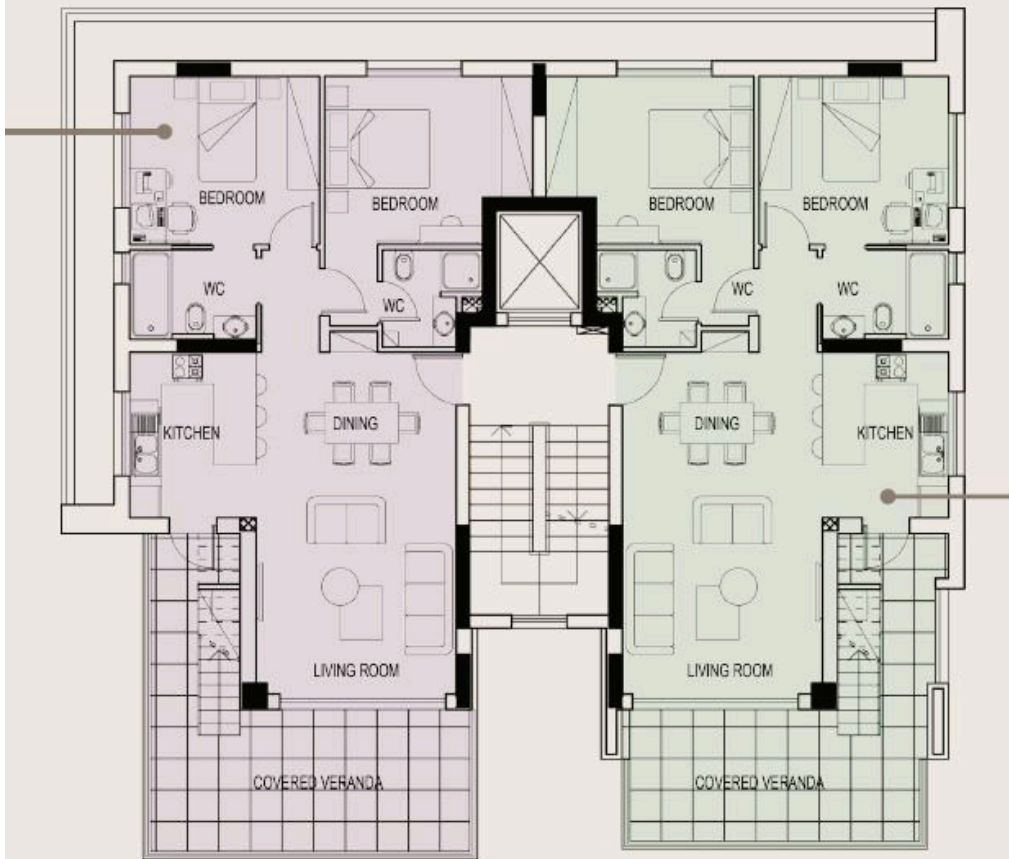 BEDROOM
BEDROOM
BEDROOM
BEDROOM
WC
WC
WC
WC
KITCHEN
DINING
DINING
KITCHEN
LIVING ROOM
LIVING ROOM
COVERED VERANDA
COVERED VERANDA